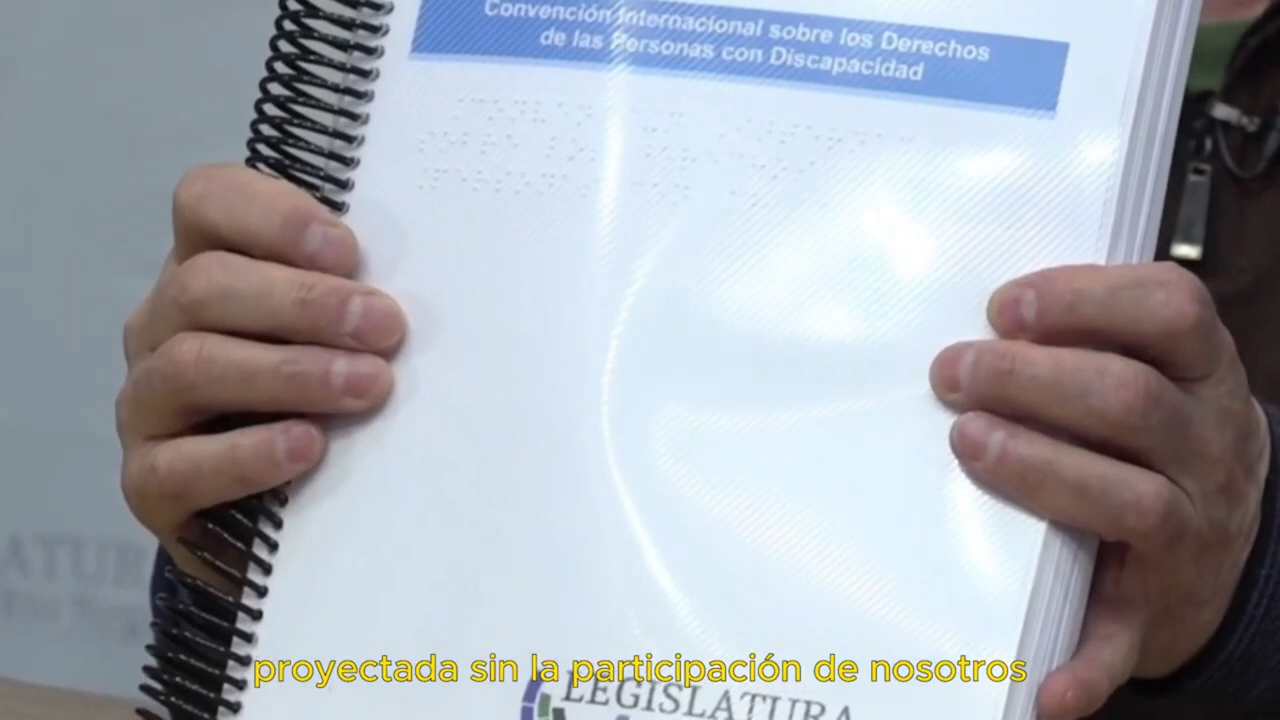 Convención Internacional sobre los Derechos
de las Personas con Discapacidad
proyectada sin la participación de nosotros
LEGISLATURA